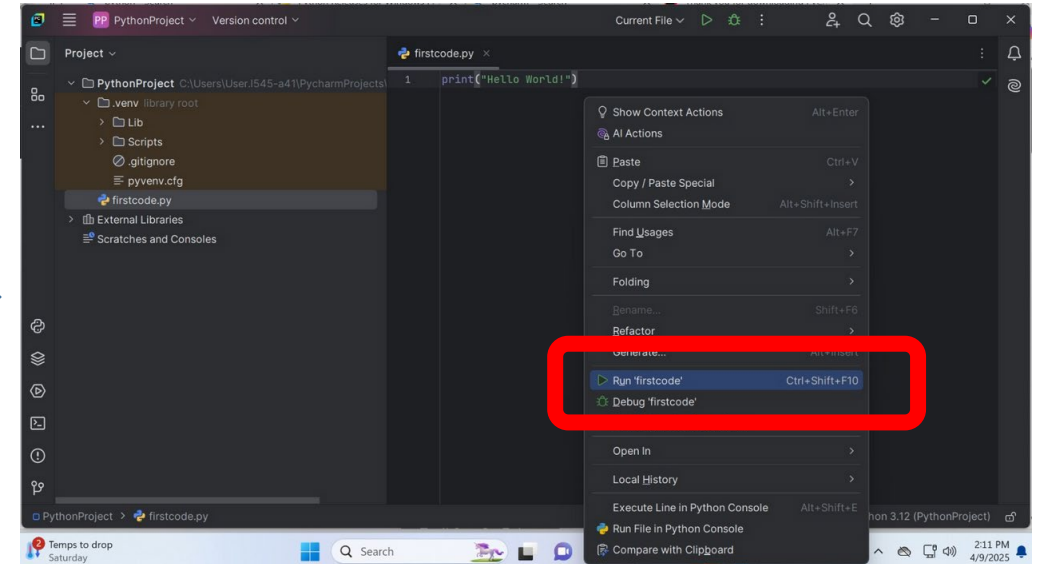 PP PythonProject Version control Current File
Project
firstcode.py
PythonProject C:\Users\User.I545-a41\PycharmProjects\
1 print("Hello World!")
.venv library root
Lib
Scripts
.gitignore
pyvenv.cfg
firstcode.py
External Libraries
Scratches and Consoles
Show Context Actions Alt+Enter
AI Actions
Paste Ctrl+V
Copy / Paste Special
Column Selection Mode Alt+Shift+Insert
Find Usages Alt+F7
Go To
Folding
Rename... Shift+F6
Refactor
Generate... Alt+Insert
Run 'firstcode' Ctrl+Shift+F10
Debug 'firstcode'
Open In
Local History
Execute Line in Python Console Alt+Shift+E
Run File in Python Console
Compare with Clipboard
PythonProject > firstcode.py
hon 3.12 (PythonProject)
2
Temps to drop
Saturday
Search
2:11 PM
4/9/2025